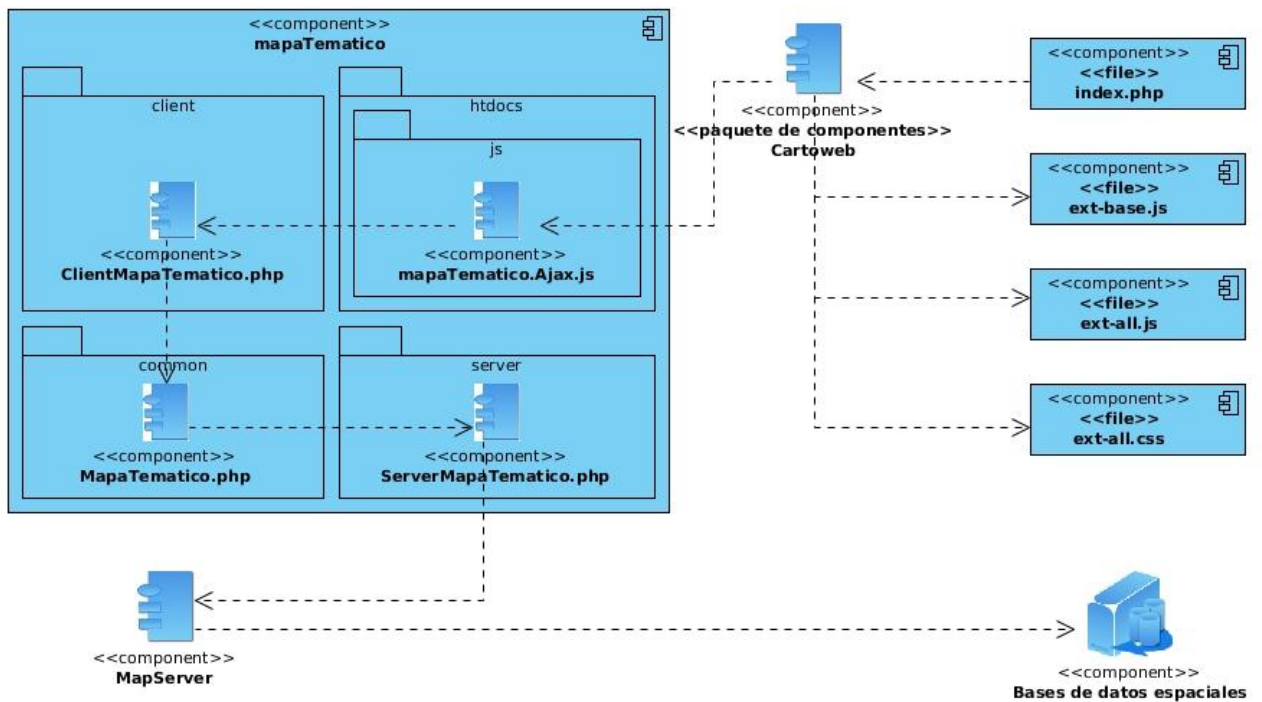 <<component>>
mapaTematico
client
<<component>>
ClientMapaTematico.php
htdocs
js
<<component>>
mapaTematico.Ajax.js
common
<<component>>
MapaTematico.php
server
<<component>>
ServerMapaTematico.php
<<component>>
<<paquete de componentes>>
Cartoweb
<<component>>
<<file>>
index.php
<<component>>
<<file>>
ext-base.js
<<component>>
<<file>>
ext-all.js
<<component>>
<<file>>
ext-all.css
<<component>>
MapServer
<<component>>
Bases de datos espaciales